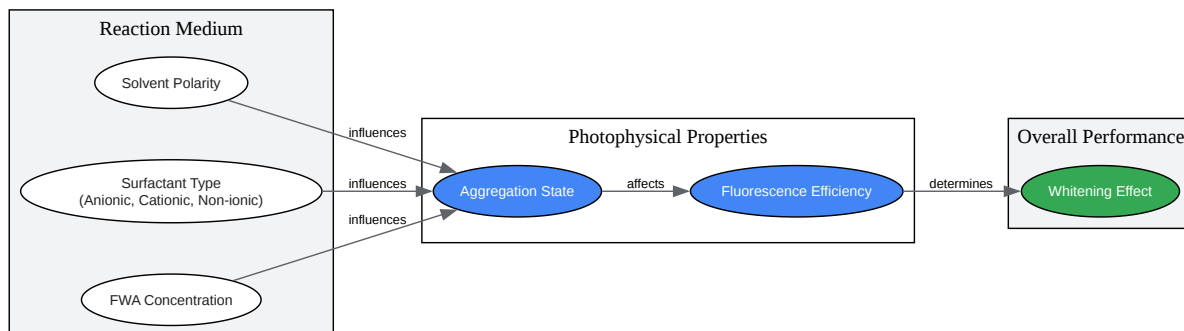 Reaction Medium
Solvent Polarity
Surfactant Type
(Anionic, Cationic, Non-ionic)
FWA Concentration
influences
influences
influences
Photophysical Properties
Aggregation State
affects
Fluorescence Efficiency
determines
Overall Performance
Whitening Effect